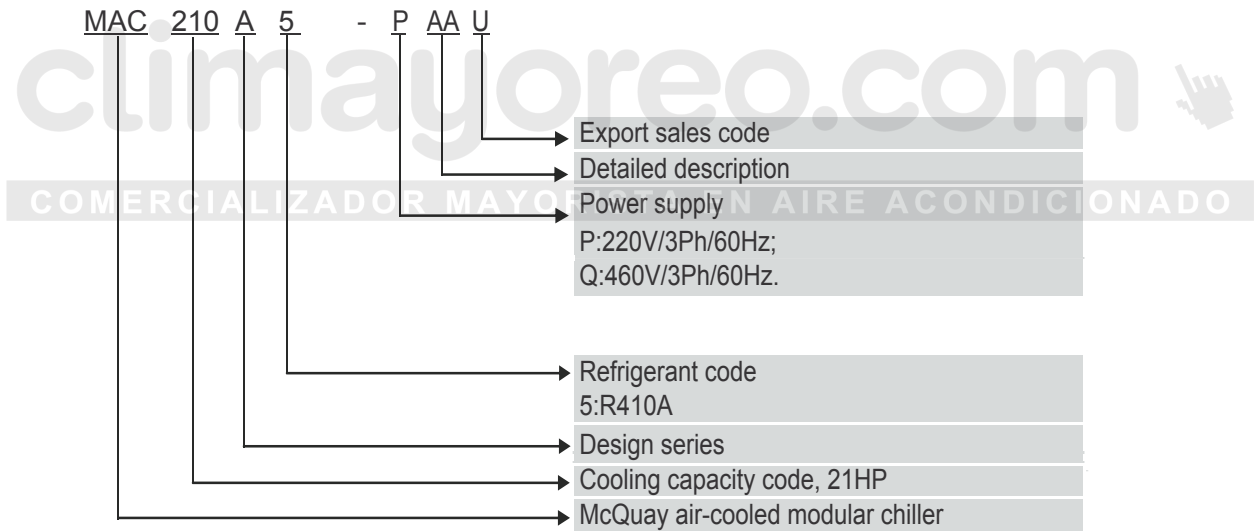 MAC 210 A 5 - P AA U
climayoreo.com
Export sales code
Detailed description
COMERCIALIZADOR MAYORISTA EN AIRE ACONDICIONADO
Power supply
P:220V/3Ph/60Hz;
Q:460V/3Ph/60Hz.
Refrigerant code
5:R410A
Design series
Cooling capacity code, 21HP
McQuay air-cooled modular chiller